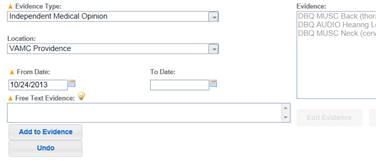 Evidence Type:
Independent Medical Opinion
Location:
VAMC Providence
From Date:
To Date:
10/24/2013
Free Text Evidence:
Add to Evidence
Undo
Evidence:
DBQ MUSC Back (thor
DBQ AUDIO Hearing L
DBQ MUSC Neck (cerv
Edit Evidence